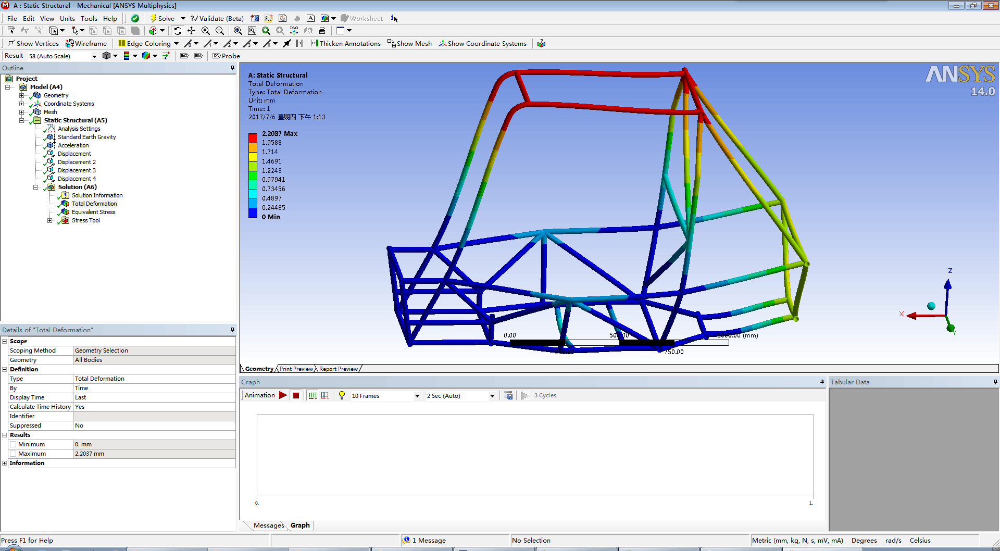 A : Static Structural - Mechanical [ANSYS Multiphysics]
File Edit View Units Tools Help Solve ?/ Validate (Beta) Worksheet
Show Vertices Wireframe Edge Coloring Thicken Annotations Show Mesh Show Coordinate Systems
Result 58 (Auto Scale) MAX MIN Probe
Outline
Project
Model (A4)
Geometry
Coordinate Systems
Mesh
Static Structural (A5)
Analysis Settings
Standard Earth Gravity
Acceleration
Displacement
Displacement 2
Displacement 3
Displacement 4
Solution (A6)
Solution Information
Total Deformation
Equivalent Stress
Stress Tool
Details of "Total Deformation"
Scope
Scoping Method Geometry Selection
Geometry All Bodies
Definition
Type Total Deformation
By Time
Display Time Last
Calculate Time History Yes
Identifier
Suppressed No
Results
Minimum 0. mm
Maximum 2.2037 mm
Information
A: Static Structural
Total Deformation
Type: Total Deformation
Unit: mm
Time: 1
2017/7/6 星期四 下午 1:13
2.2037 Max
1.9588
1.714
1.4691
1.2243
0.97941
0.73456
0.4897
0.24485
0 Min
ANSYS
14.0
Z
X
Y
0.00 500.00 1000.00 (mm)
250.00 750.00
Geometry Print Preview Report Preview
Graph
Animation 10 Frames 2 Sec (Auto) 3 Cycles
0. 1.
Messages Graph
Tabular Data
Press F1 for Help 1 Message No Selection Metric (mm, kg, N, s, mV, mA) Degrees rad/s Celsius